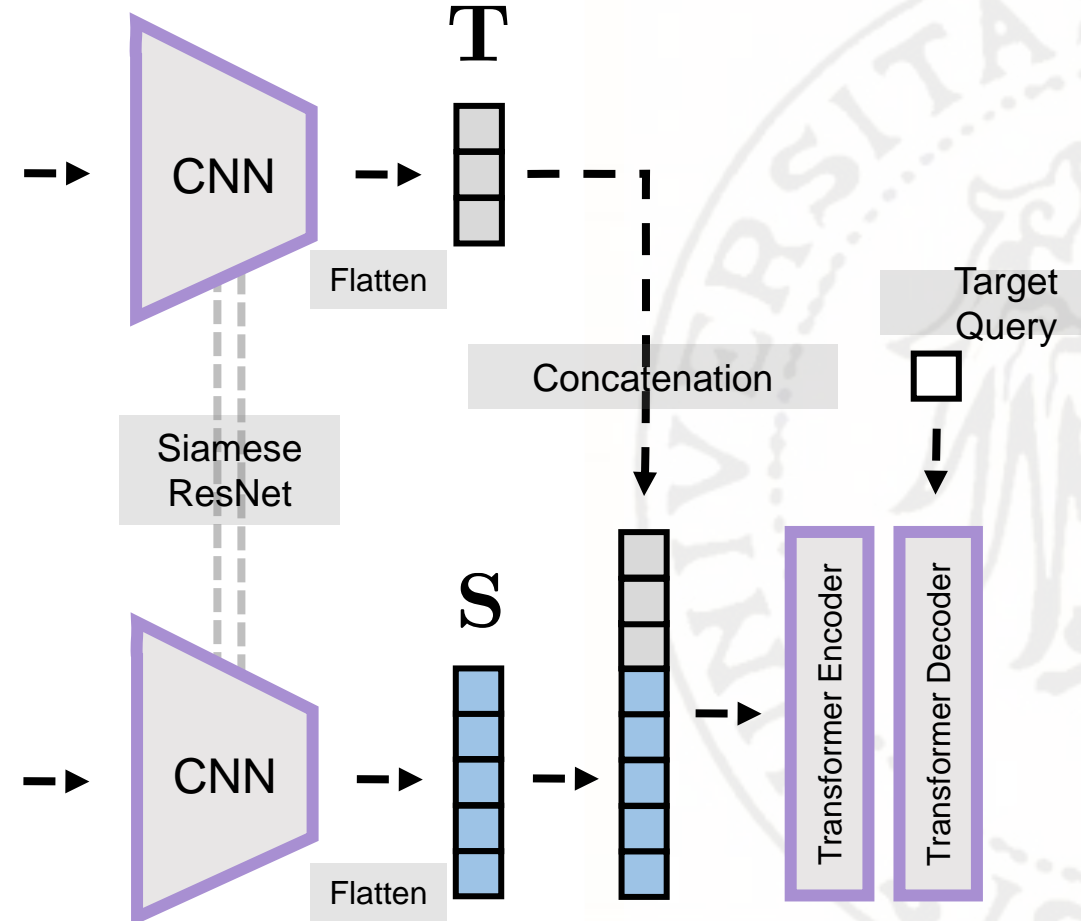 T
CNN
Flatten
Target
Query
Concatenation
Siamese
ResNet
S
CNN
Flatten
Transformer Encoder
Transformer Decoder